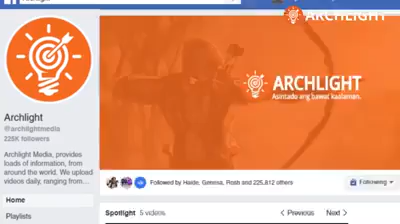 ARCHLIGHT
ARCHLIGHT
Asintado ang bawat kaalaman.
Archlight
@archlightmedia
225K followers
Archlight Media, provides
loads of information, from
around the world. We upload
videos daily, ranging from...
Followed by Haide, Geneva, Rosh and 225,812 others
Following
Home
Playlists
Spotlight 5 videos
Previous Next